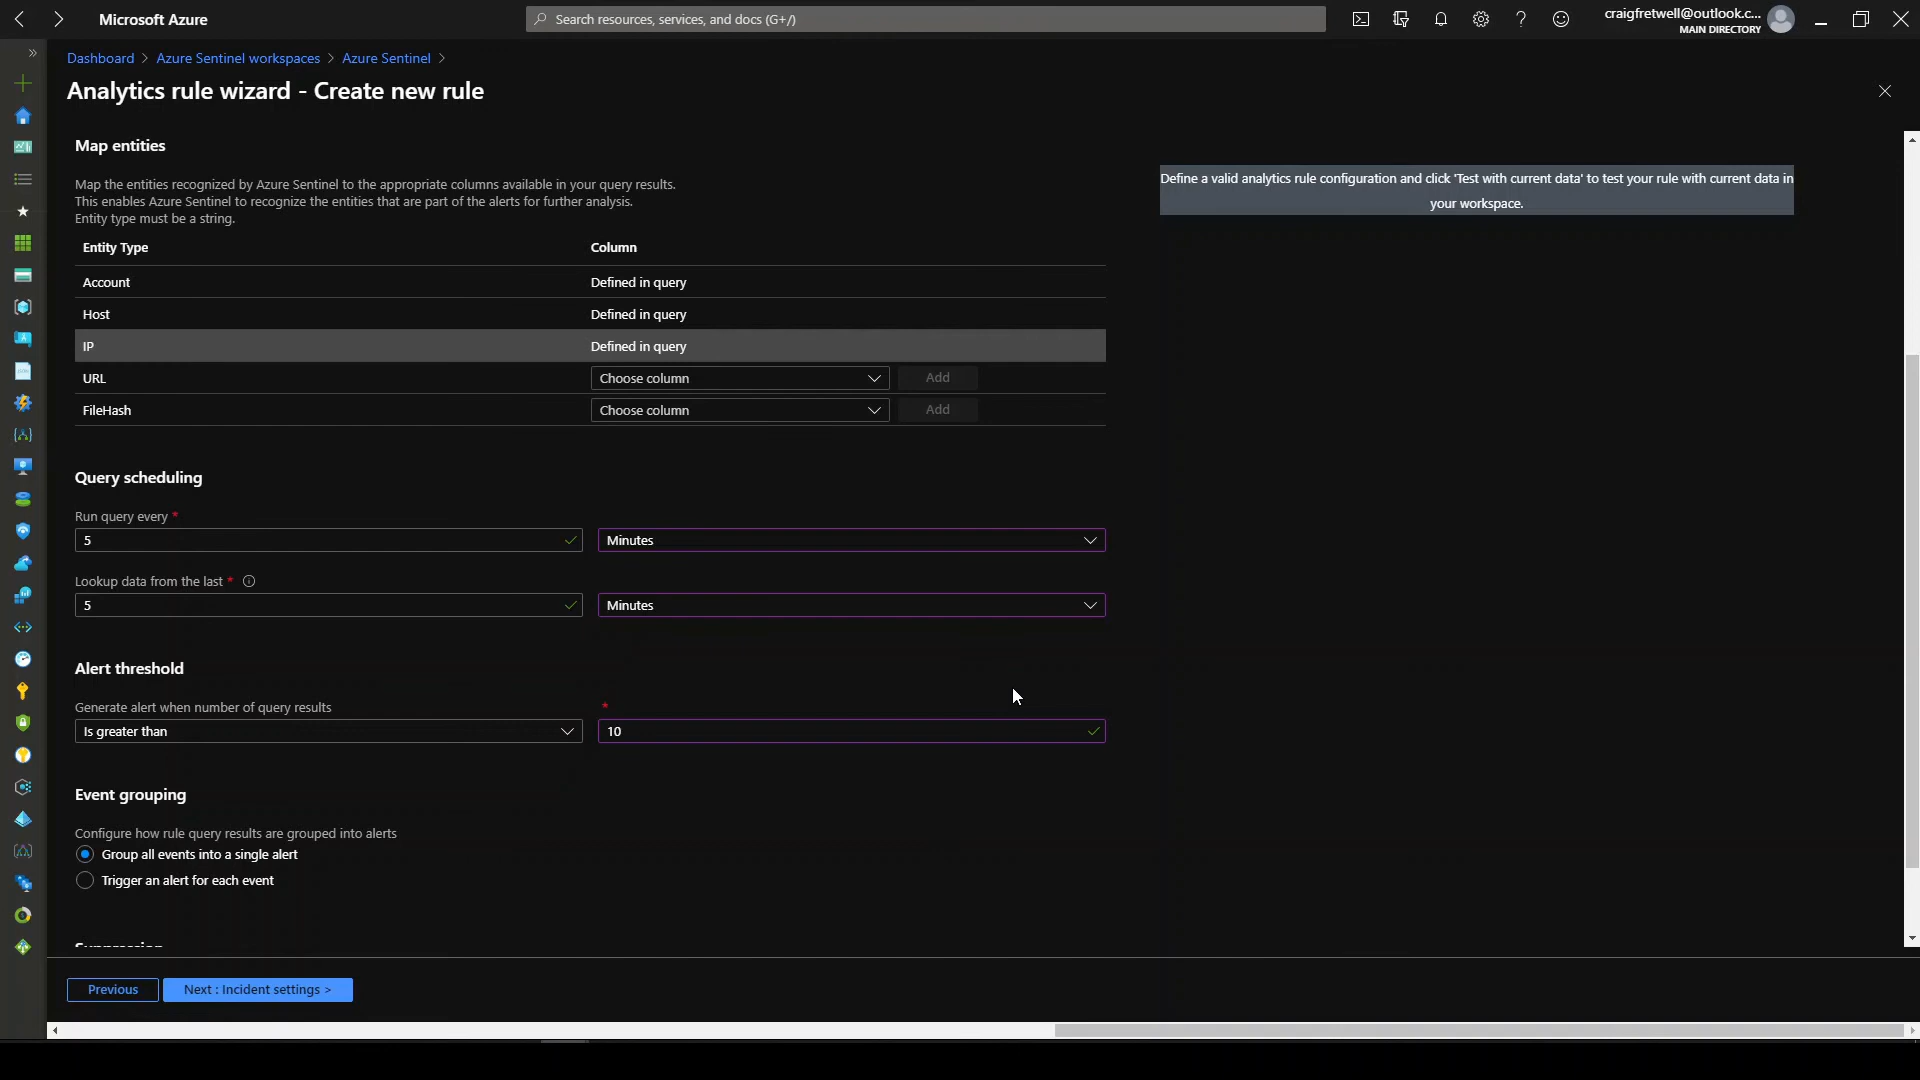 Microsoft Azure
Search resources, services, and docs (G+/)
craigfretwell@outlook.c...
MAIN DIRECTORY
Dashboard > Azure Sentinel workspaces > Azure Sentinel >
Analytics rule wizard - Create new rule
Map entities
Map the entities recognized by Azure Sentinel to the appropriate columns available in your query results.
This enables Azure Sentinel to recognize the entities that are part of the alerts for further analysis.
Entity type must be a string.
Define a valid analytics rule configuration and click 'Test with current data' to test your rule with current data in
your workspace.
Entity Type Column
Account Defined in query
Host Defined in query
IP Defined in query
URL Choose column Add
FileHash Choose column Add
Query scheduling
Run query every *
5 Minutes
Lookup data from the last *
5 Minutes
Alert threshold
Generate alert when number of query results *
Is greater than 10
Event grouping
Configure how rule query results are grouped into alerts
Group all events into a single alert
Trigger an alert for each event
Suppression
Previous Next : Incident settings >